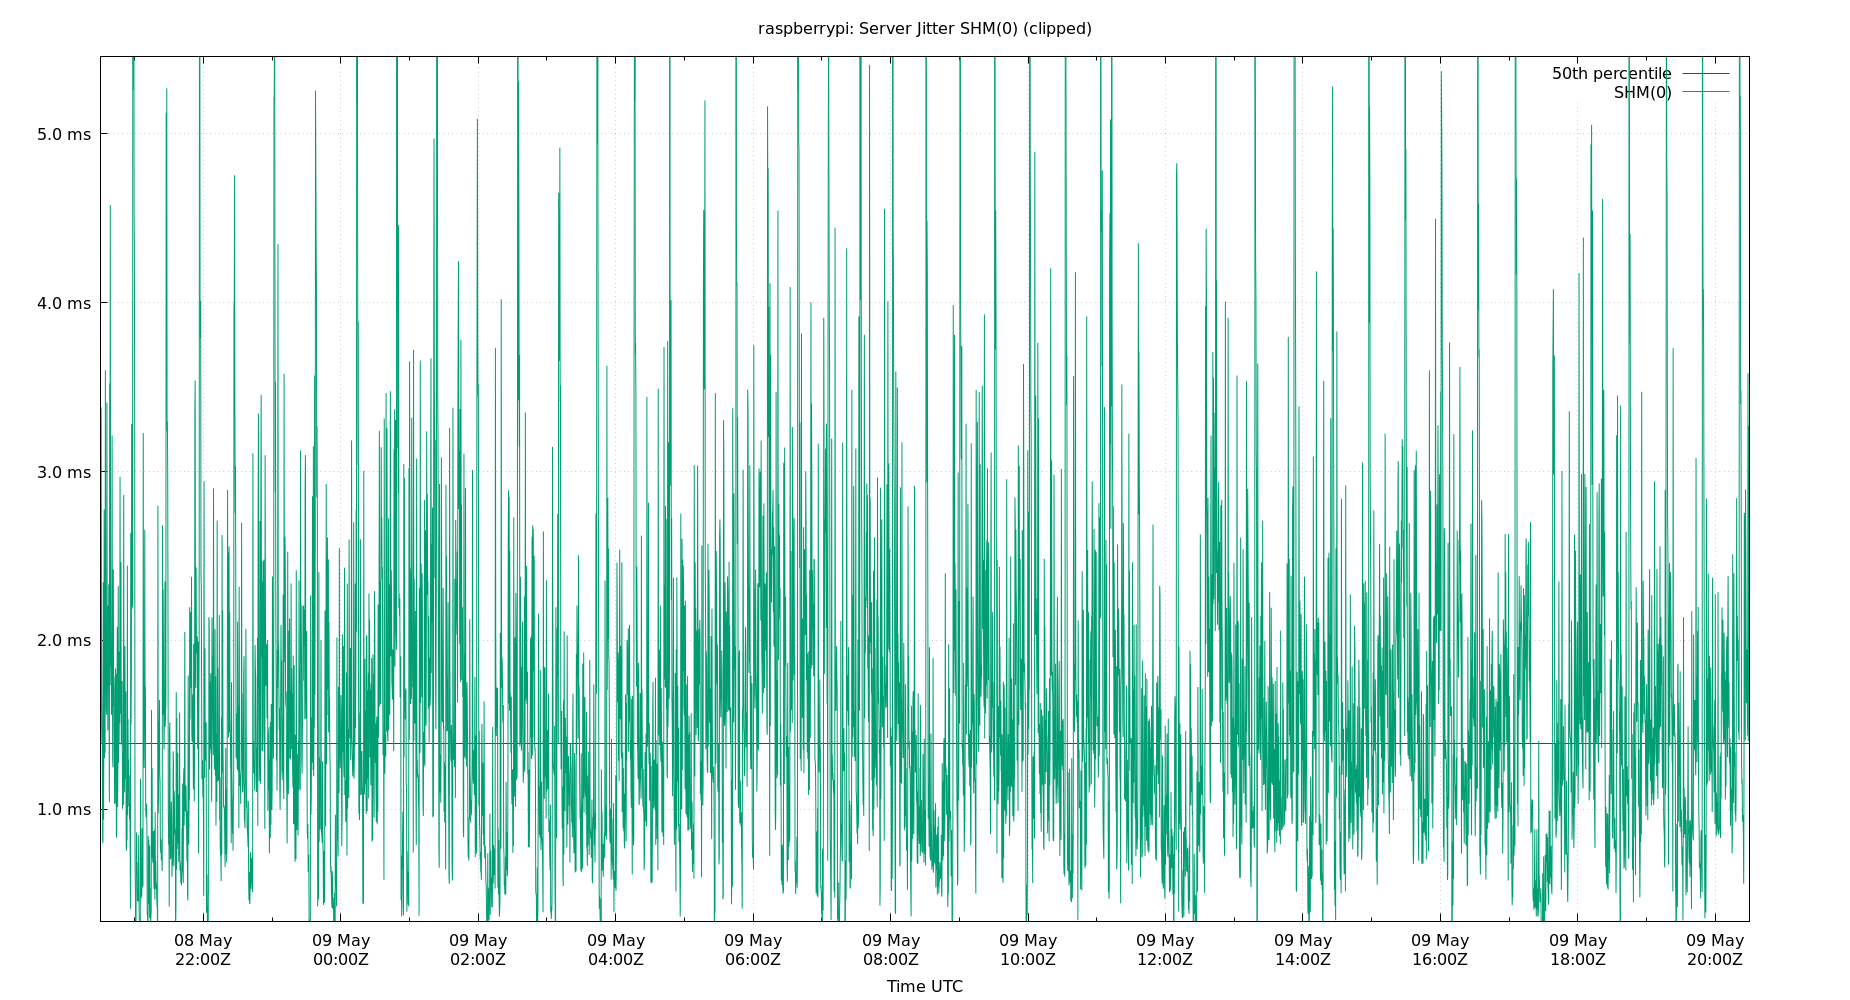 raspberrypi: Server Jitter SHM(0) (clipped)
50th percentile
SHM(0)
5.0 ms
4.0 ms
3.0 ms
2.0 ms
1.0 ms
08 May 09 May 09 May 09 May 09 May 09 May 09 May 09 May 09 May 09 May 09 May 09 May
22:00Z 00:00Z 02:00Z 04:00Z 06:00Z 08:00Z 10:00Z 12:00Z 14:00Z 16:00Z 18:00Z 20:00Z
Time UTC